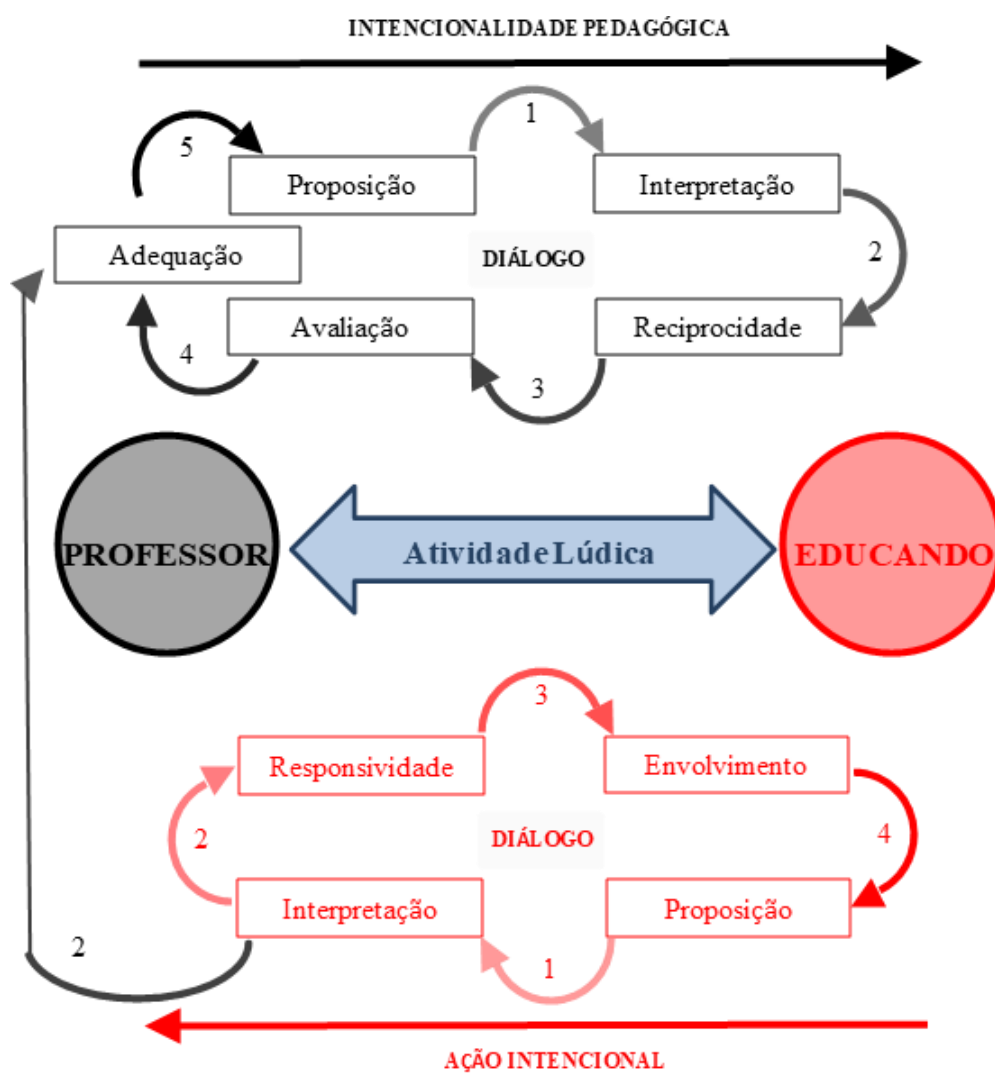 INTENCIONALIDADE PEDAGÓGICA
1
5
Proposição
Interpretação
Adequação
DIÁLOGO
2
Avaliação
Reciprocidade
4
3
PROFESSOR
Atividade Lúdica
EDUCANDO
3
Responsividade
Envolvimento
2
DIÁLOGO
4
Interpretação
Proposição
2
1
AÇÃO INTENCIONAL